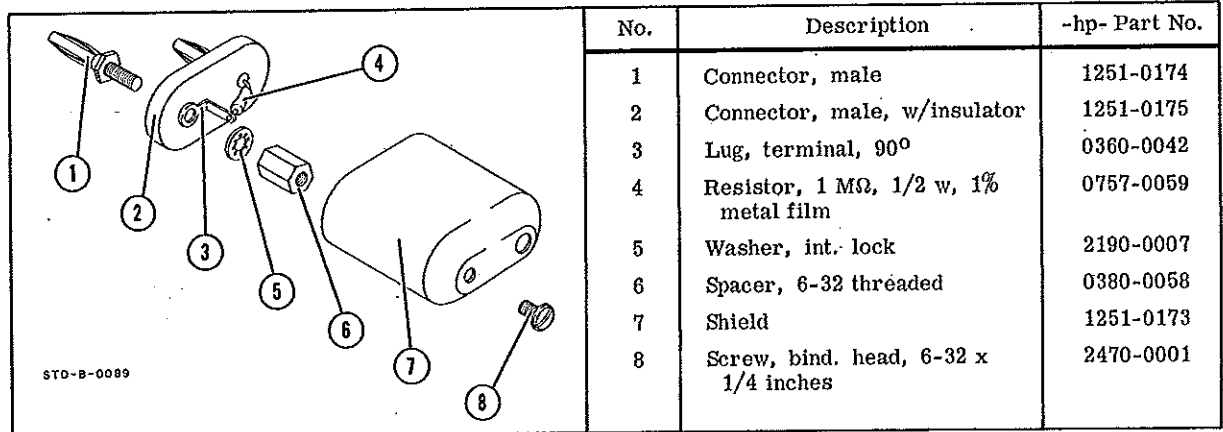 No. Description -hp- Part No.
1 Connector, male 1251-0174
2 Connector, male, w/insulator 1251-0175
3 Lug, terminal, 90° 0360-0042
4 Resistor, 1 MΩ, 1/2 w, 1% 0757-0059
metal film
5 Washer, int. lock 2190-0007
6 Spacer, 6-32 threaded 0380-0058
7 Shield 1251-0173
8 Screw, bind. head, 6-32 x 2470-0001
1/4 inches
4
1
2
3
5
6
7
8
STD-B-0089